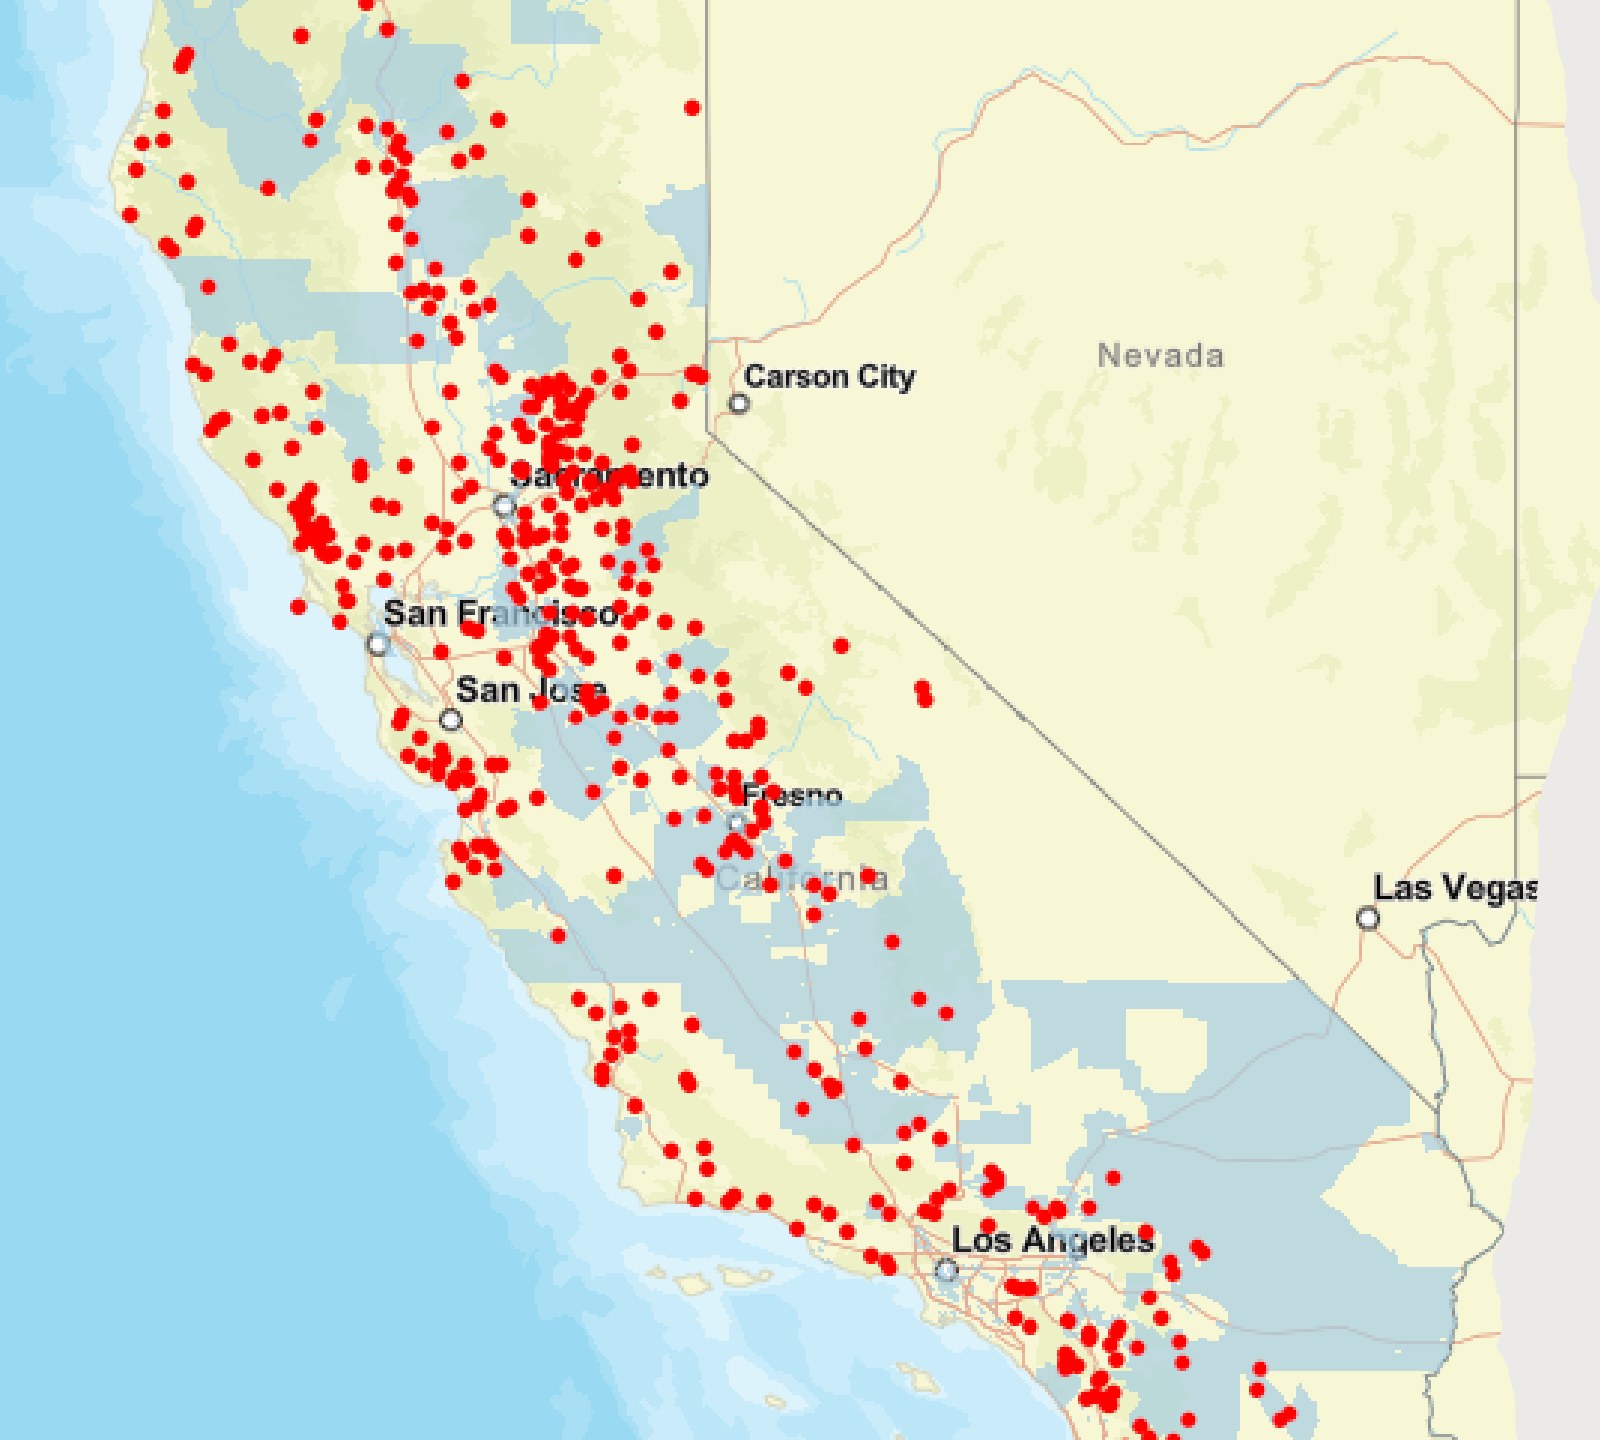 Nevada
Carson City
Sacramento
San Francisco
San Jose
Fresno
California
Las Vegas
Los Angeles